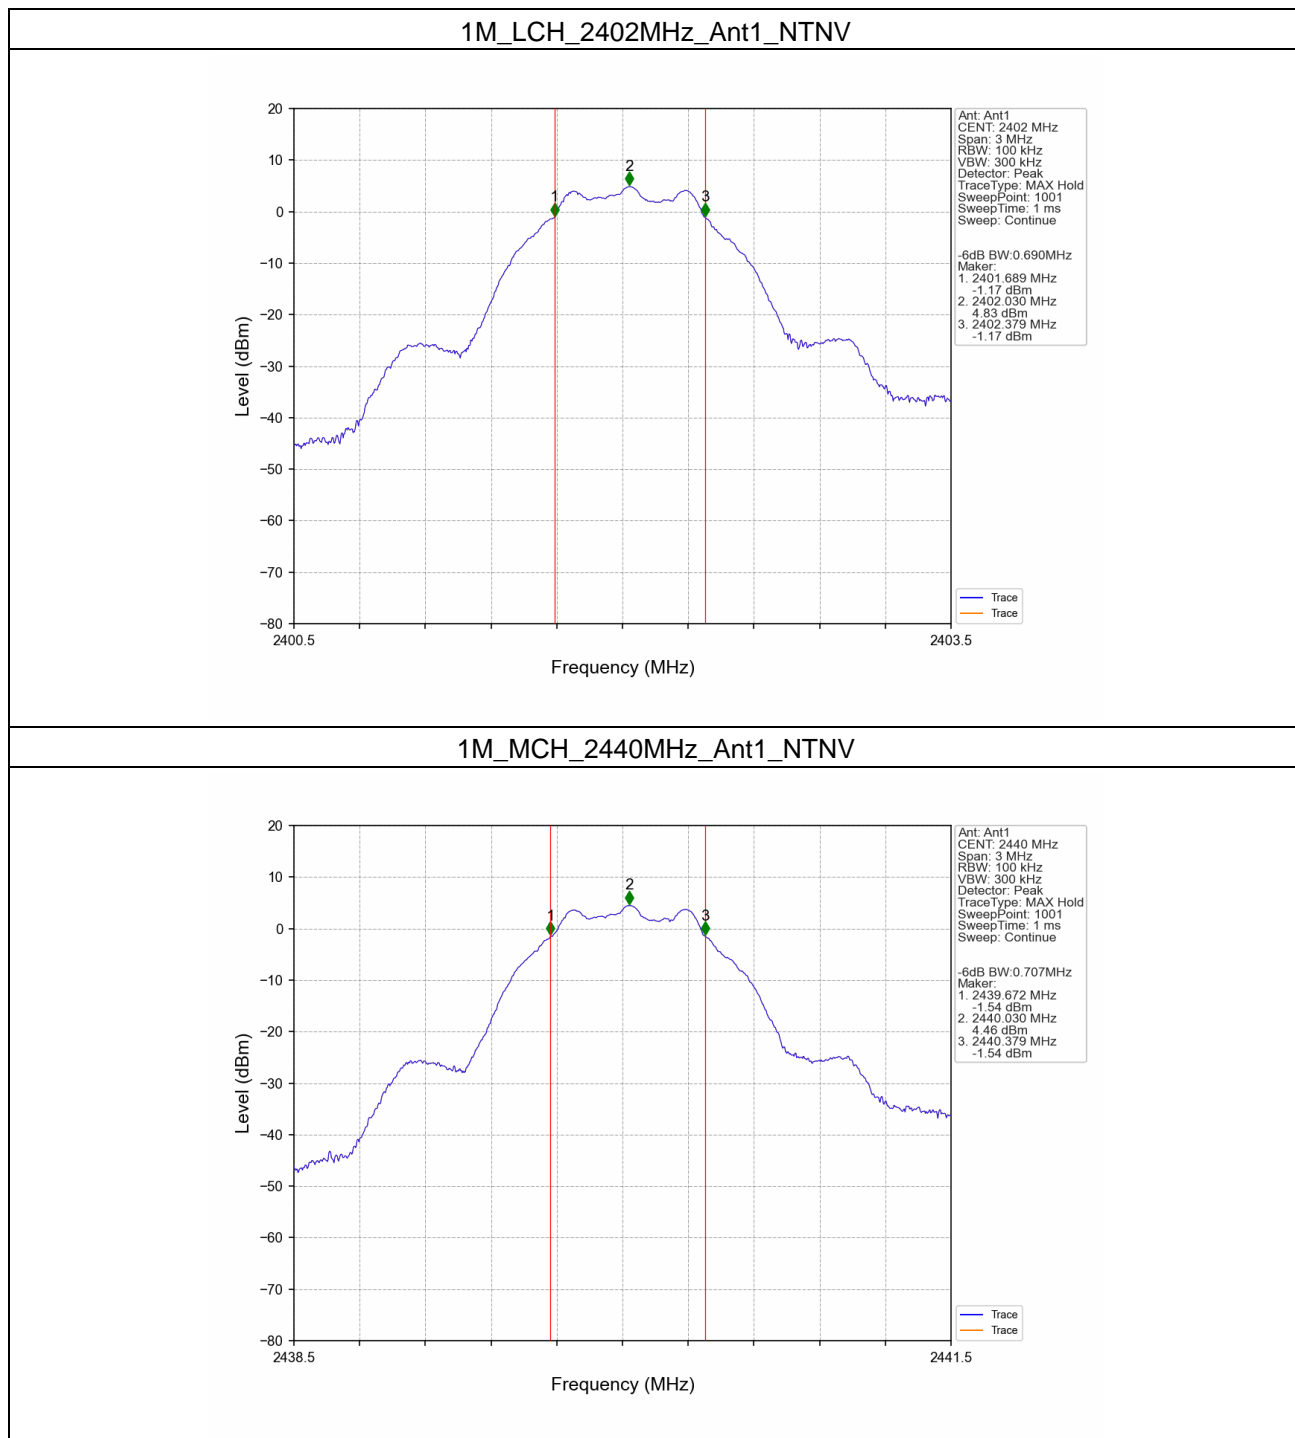 1M_LCH_2402MHz_Ant1_NTNV
20
10
0
−10
−20
−30
−40
−50
−60
−70
−80
Level (dBm)
1
2
3
2400.5
2403.5
Frequency (MHz)
Ant: Ant1
CENT: 2402 MHz
Span: 3 MHz
RBW: 100 kHz
VBW: 300 kHz
Detector: Peak
TraceType: MAX Hold
SweepPoint: 1001
SweepTime: 1 ms
Sweep: Continue
-6dB BW:0.690MHz
Maker:
1. 2401.689 MHz
-1.17 dBm
2. 2402.030 MHz
4.83 dBm
3. 2402.379 MHz
-1.17 dBm
Trace
Trace
1M_MCH_2440MHz_Ant1_NTNV
20
10
0
−10
−20
−30
−40
−50
−60
−70
−80
Level (dBm)
1
2
3
2438.5
2441.5
Frequency (MHz)
Ant: Ant1
CENT: 2440 MHz
Span: 3 MHz
RBW: 100 kHz
VBW: 300 kHz
Detector: Peak
TraceType: MAX Hold
SweepPoint: 1001
SweepTime: 1 ms
Sweep: Continue
-6dB BW:0.707MHz
Maker:
1. 2439.672 MHz
-1.54 dBm
2. 2440.030 MHz
4.46 dBm
3. 2440.379 MHz
-1.54 dBm
Trace
Trace